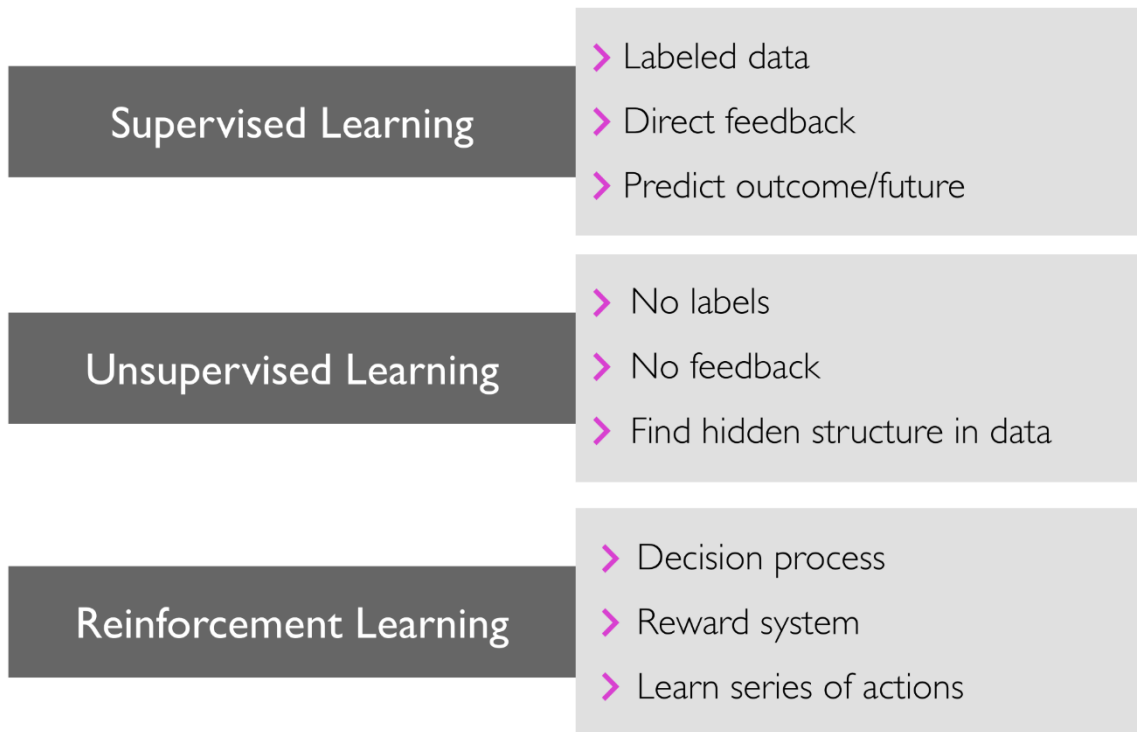 Supervised Learning
Labeled data
Direct feedback
Predict outcome/future
Unsupervised Learning
No labels
No feedback
Find hidden structure in data
Reinforcement Learning
Decision process
Reward system
Learn series of actions